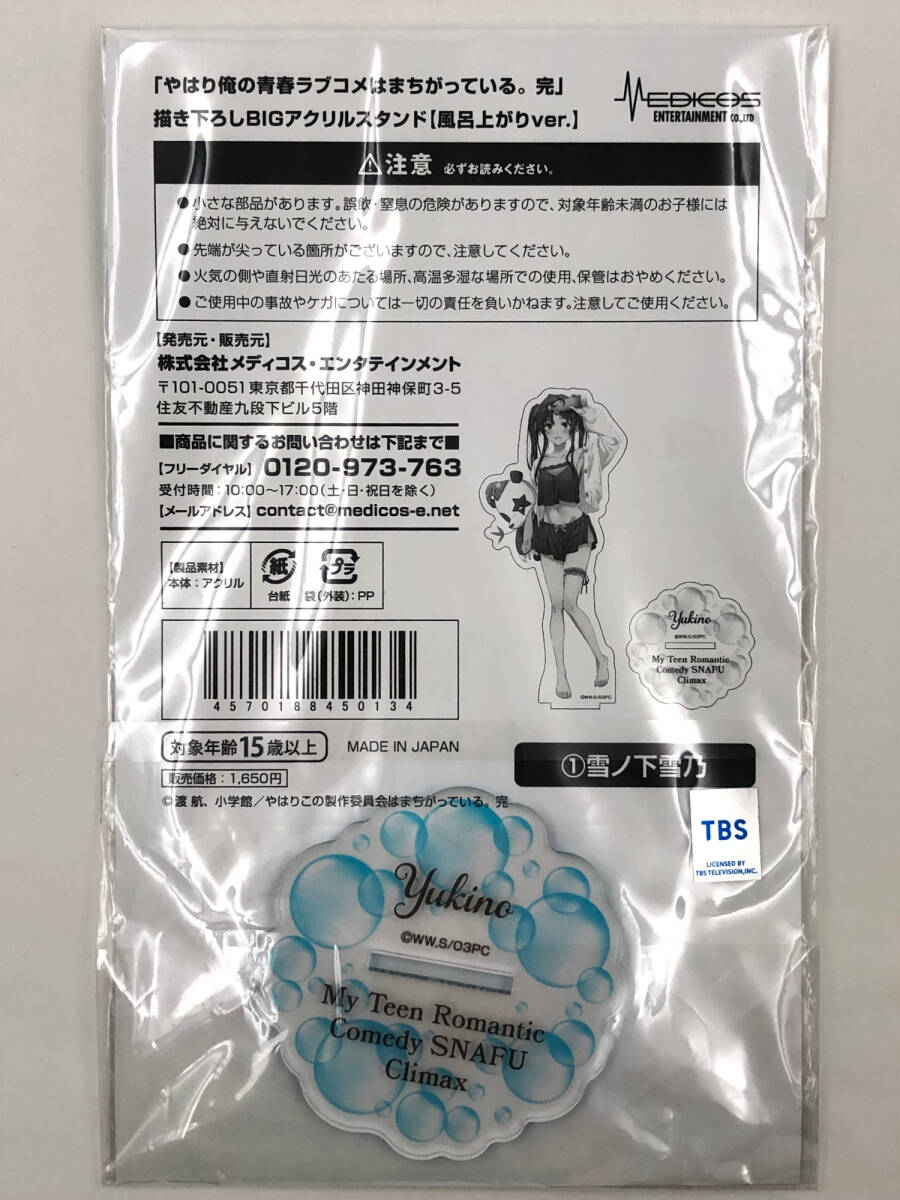 「やはり俺の青春ラブコメはまちがっている。完」
描き下ろしBIGアクリルスタンド【風呂上がりver.】
MEDICOS
ENTERTAINMENT CO.,LTD
注意 必ずお読みください。
●小さな部品があります。誤飲・窒息の危険がありますので、対象年齢未満のお子様には
絶対に与えないでください。
●先端が尖っている箇所がございますので、注意してください。
●火気の側や直射日光のあたる場所、高温多湿な場所での使用、保管はおやめください。
●ご使用中の事故やケガについては一切の責任を負いかねます。注意してご使用ください。
【発売元・販売元】
株式会社メディコス・エンタテインメント
〒101-0051 東京都千代田区神田神保町3-5
住友不動産九段下ビル5階
■商品に関するお問い合わせは下記まで■
【フリーダイヤル】 0120-973-763
受付時間：10:00〜17:00（土・日・祝日を除く）
【メールアドレス】 contact@medicos-e.net
【製品素材】
本体：アクリル
紙
台紙
プラ
袋（外装）：PP
4570188450134
Yukino
©WW,S/03PC
My Teen Romantic
Comedy SNAFU
Climax
©WW,S/03PC
対象年齢15歳以上
MADE IN JAPAN
①雪ノ下雪乃
販売価格：1,650円
©渡 航、小学館／やはりこの製作委員会はまちがっている。完
TBS
LICENSED BY
TBS TELEVISION,INC.
Yukino
©WW,S/03PC
My Teen Romantic
Comedy SNAFU
Climax